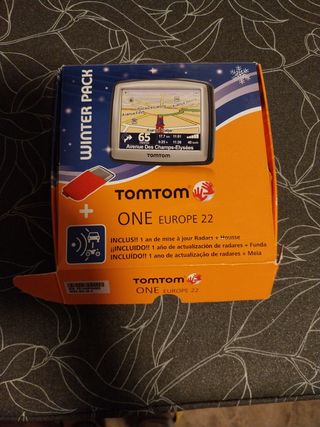 WINTER PACK
65
Avenue Des Champs-Elysées
TOMTOM
TOMTOM
+
ONE EUROPE 22
INCLUS!! 1 an de mise à jour Radars + Housse
¡¡INCLUIDO!! 1 año de actualización de radares + Funda
INCLUÍDO!! 1 ano de actualização de radares + Meia
TOMTOM
ONE EUROPE 22